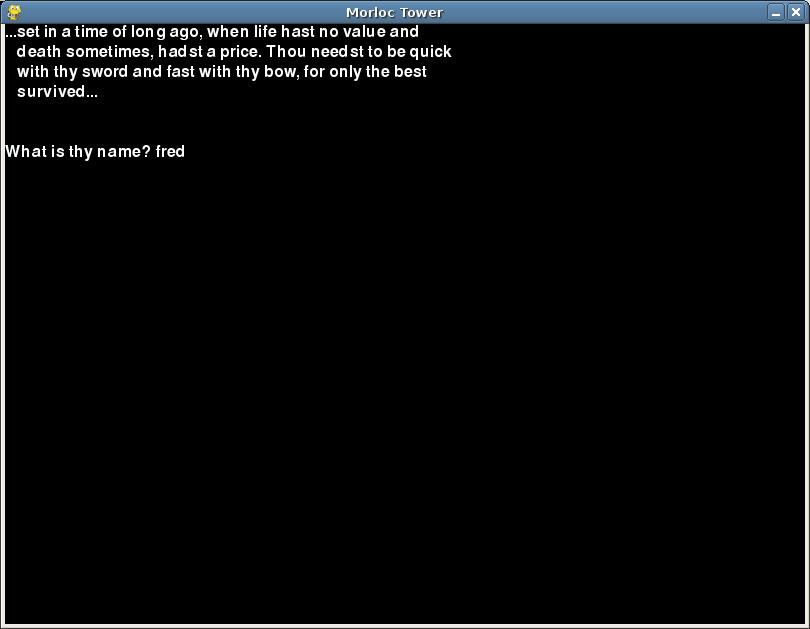 Morloc Tower
...set in a time of long ago, when life hast no value and
death sometimes, hadst a price. Thou needst to be quick
with thy sword and fast with thy bow, for only the best
survived...
What is thy name? fred